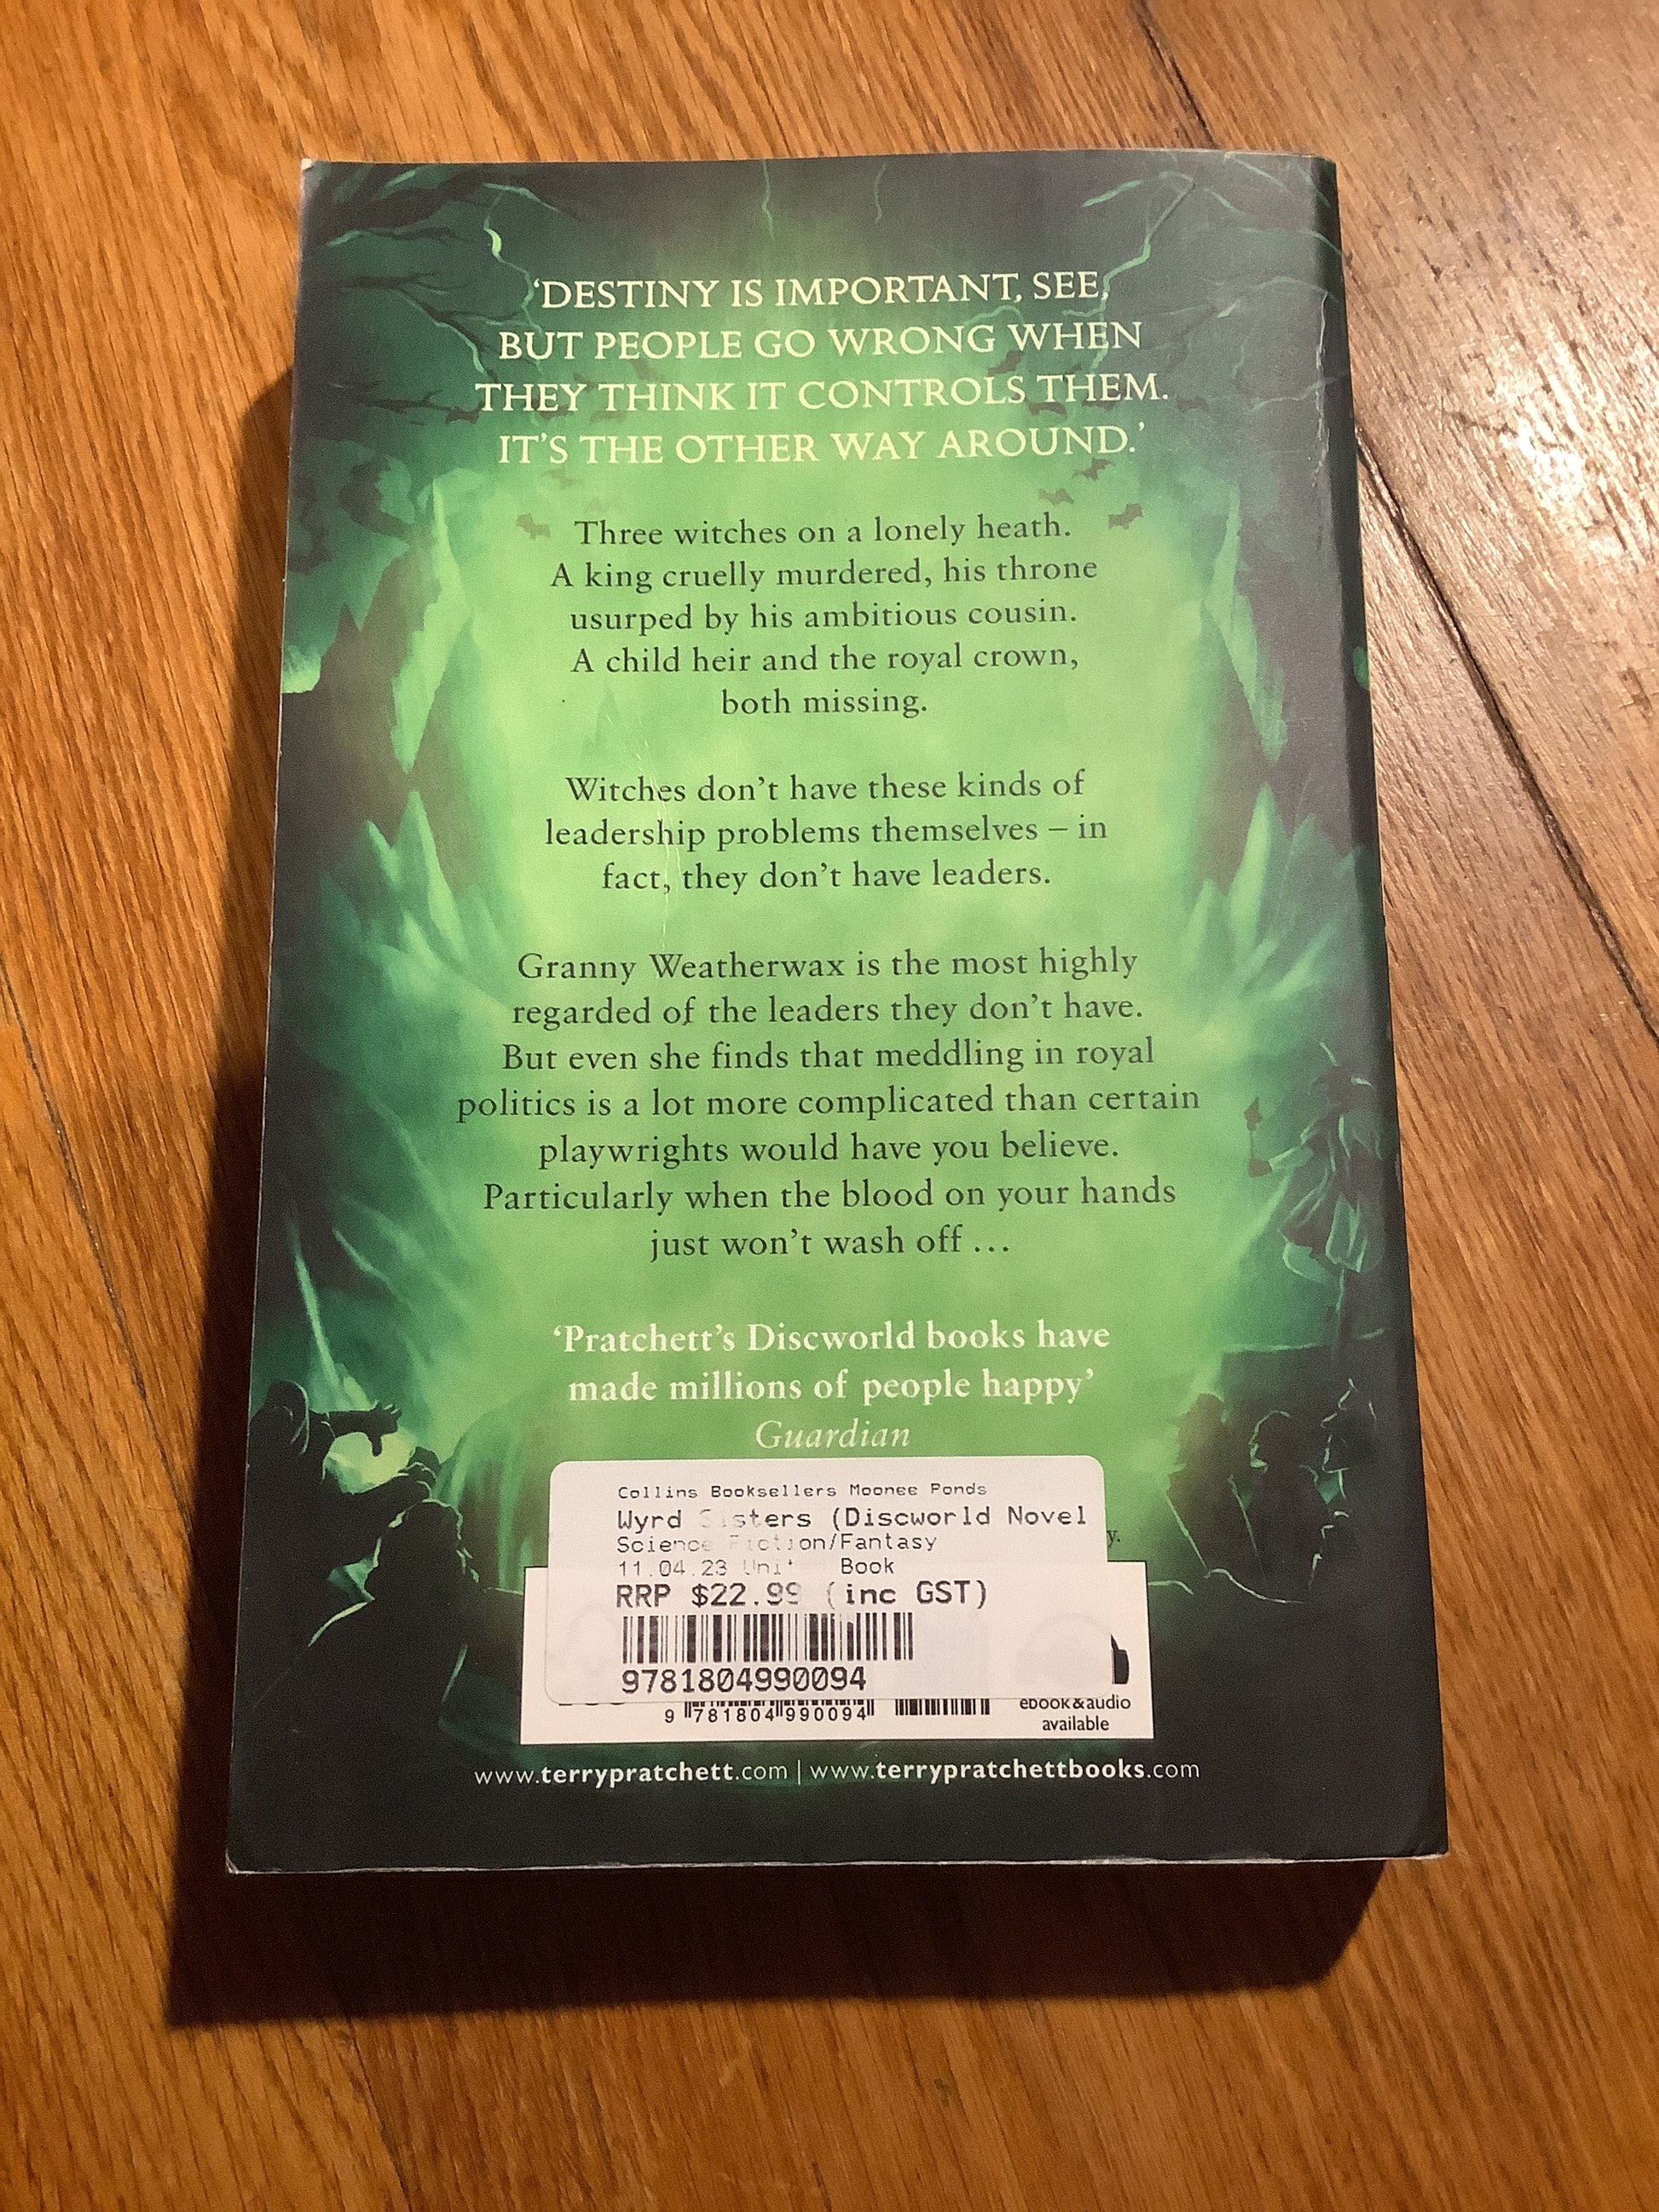 ‘DESTINY IS IMPORTANT, SEE,
BUT PEOPLE GO WRONG WHEN
THEY THINK IT CONTROLS THEM.
IT’S THE OTHER WAY AROUND.’
Three witches on a lonely heath.
A king cruelly murdered, his throne
usurped by his ambitious cousin.
A child heir and the royal crown,
both missing.
Witches don’t have these kinds of
leadership problems themselves – in
fact, they don’t have leaders.
Granny Weatherwax is the most highly
regarded of the leaders they don’t have.
But even she finds that meddling in royal
politics is a lot more complicated than certain
playwrights would have you believe.
Particularly when the blood on your hands
just won’t wash off ...
‘Pratchett’s Discworld books have
made millions of people happy’
Guardian
Collins Booksellers Moonee Ponds
Wyrd Sisters (Discworld Novel
Science Fiction/Fantasy
11.04.23 Book
RRP $22.99 (inc GST)
9781804990094
9 781804 990094
ebook & audio
available
www.terrypratchett.com | www.terrypratchettbooks.com